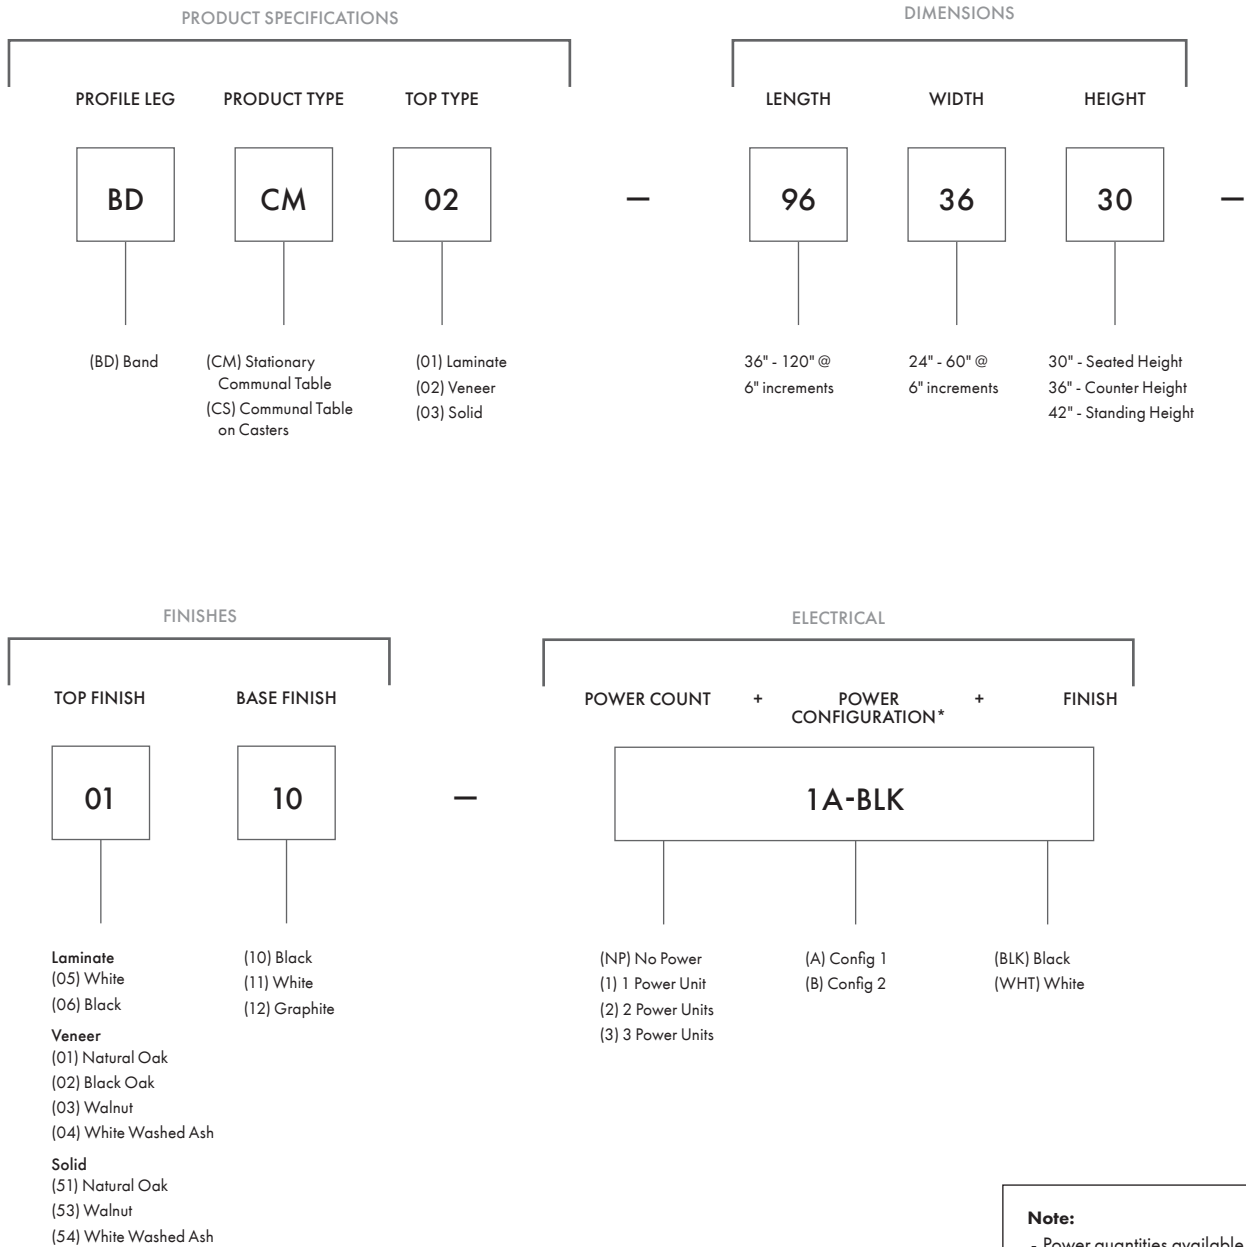 PRODUCT SPECIFICATIONS
DIMENSIONS
PROFILE LEG PRODUCT TYPE TOP TYPE
LENGTH WIDTH HEIGHT
BD CM 02 – 96 36 30 –
(BD) Band
(CM) Stationary
Communal Table
(CS) Communal Table
on Casters
(01) Laminate
(02) Veneer
(03) Solid
36" - 120" @
6" increments
24" - 60" @
6" increments
30" - Seated Height
36" - Counter Height
42" - Standing Height
FINISHES
ELECTRICAL
TOP FINISH BASE FINISH
POWER COUNT + POWER
CONFIGURATION* + FINISH
01 10 – 1A-BLK
Laminate
(05) White
(06) Black
Veneer
(01) Natural Oak
(02) Black Oak
(03) Walnut
(04) White Washed Ash
Solid
(51) Natural Oak
(53) Walnut
(54) White Washed Ash
(10) Black
(11) White
(12) Graphite
(NP) No Power
(1) 1 Power Unit
(2) 2 Power Units
(3) 3 Power Units
(A) Config 1
(B) Config 2
(BLK) Black
(WHT) White
Note:
- Power quantities available